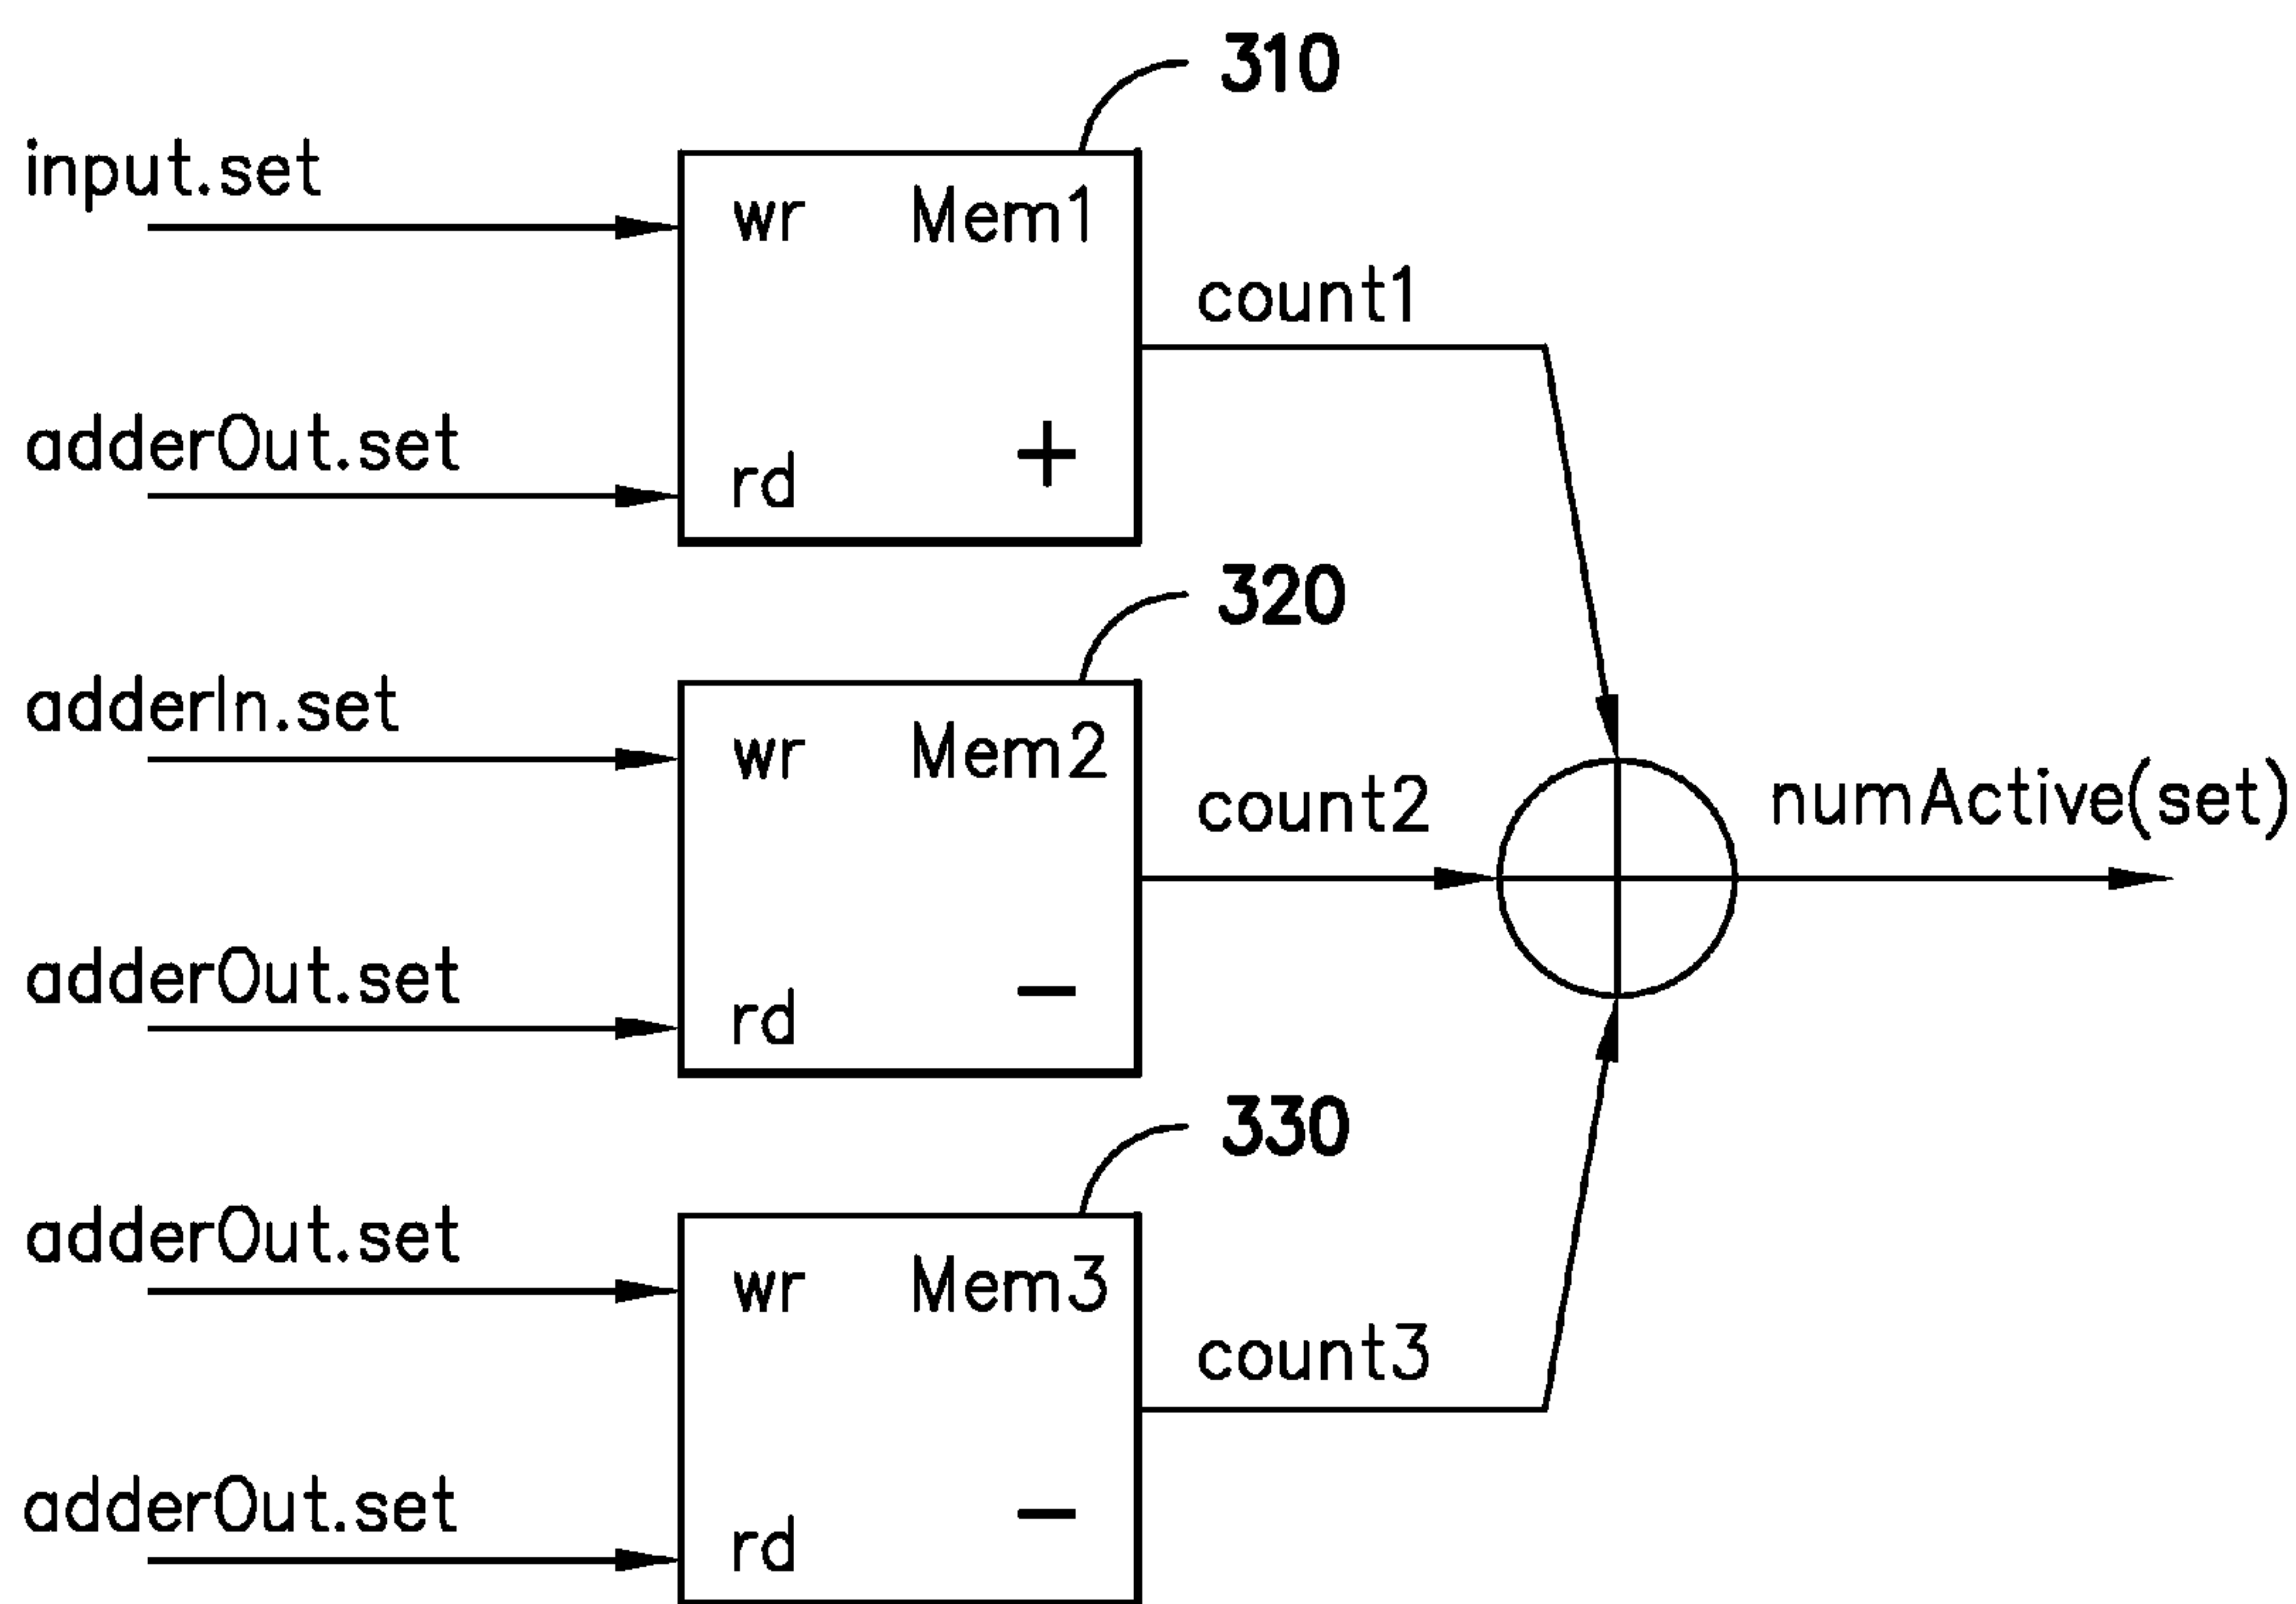 310
input.set
wr Mem1
count1
adderOut.set
rd +
320
adderIn.set
wr Mem2
count2
numActive(set)
adderOut.set
rd −
330
adderOut.set
wr Mem3
count3
adderOut.set
rd −